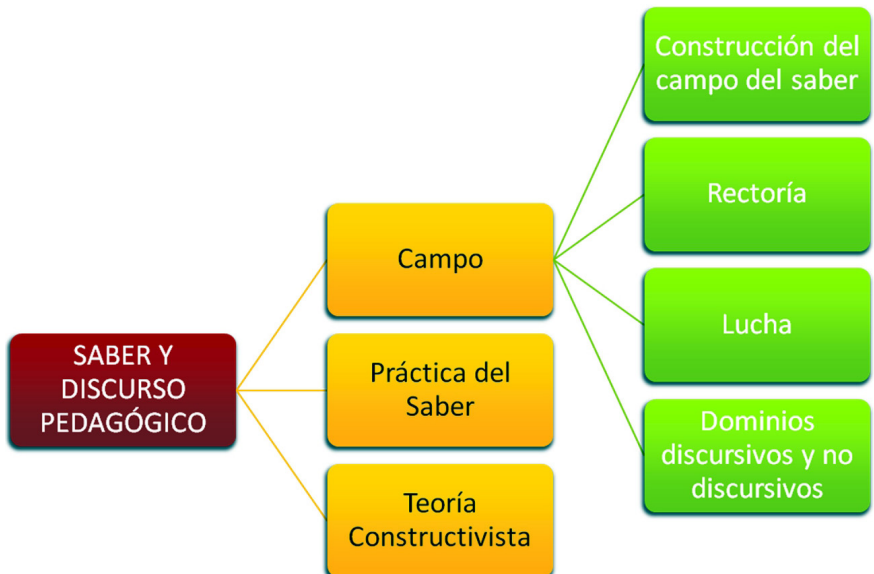 SABER Y
DISCURSO
PEDAGÓGICO
Campo
Práctica del
Saber
Teoría
Constructivista
Construcción del
campo del saber
Rectoría
Lucha
Dominios
discursivos y no
discursivos